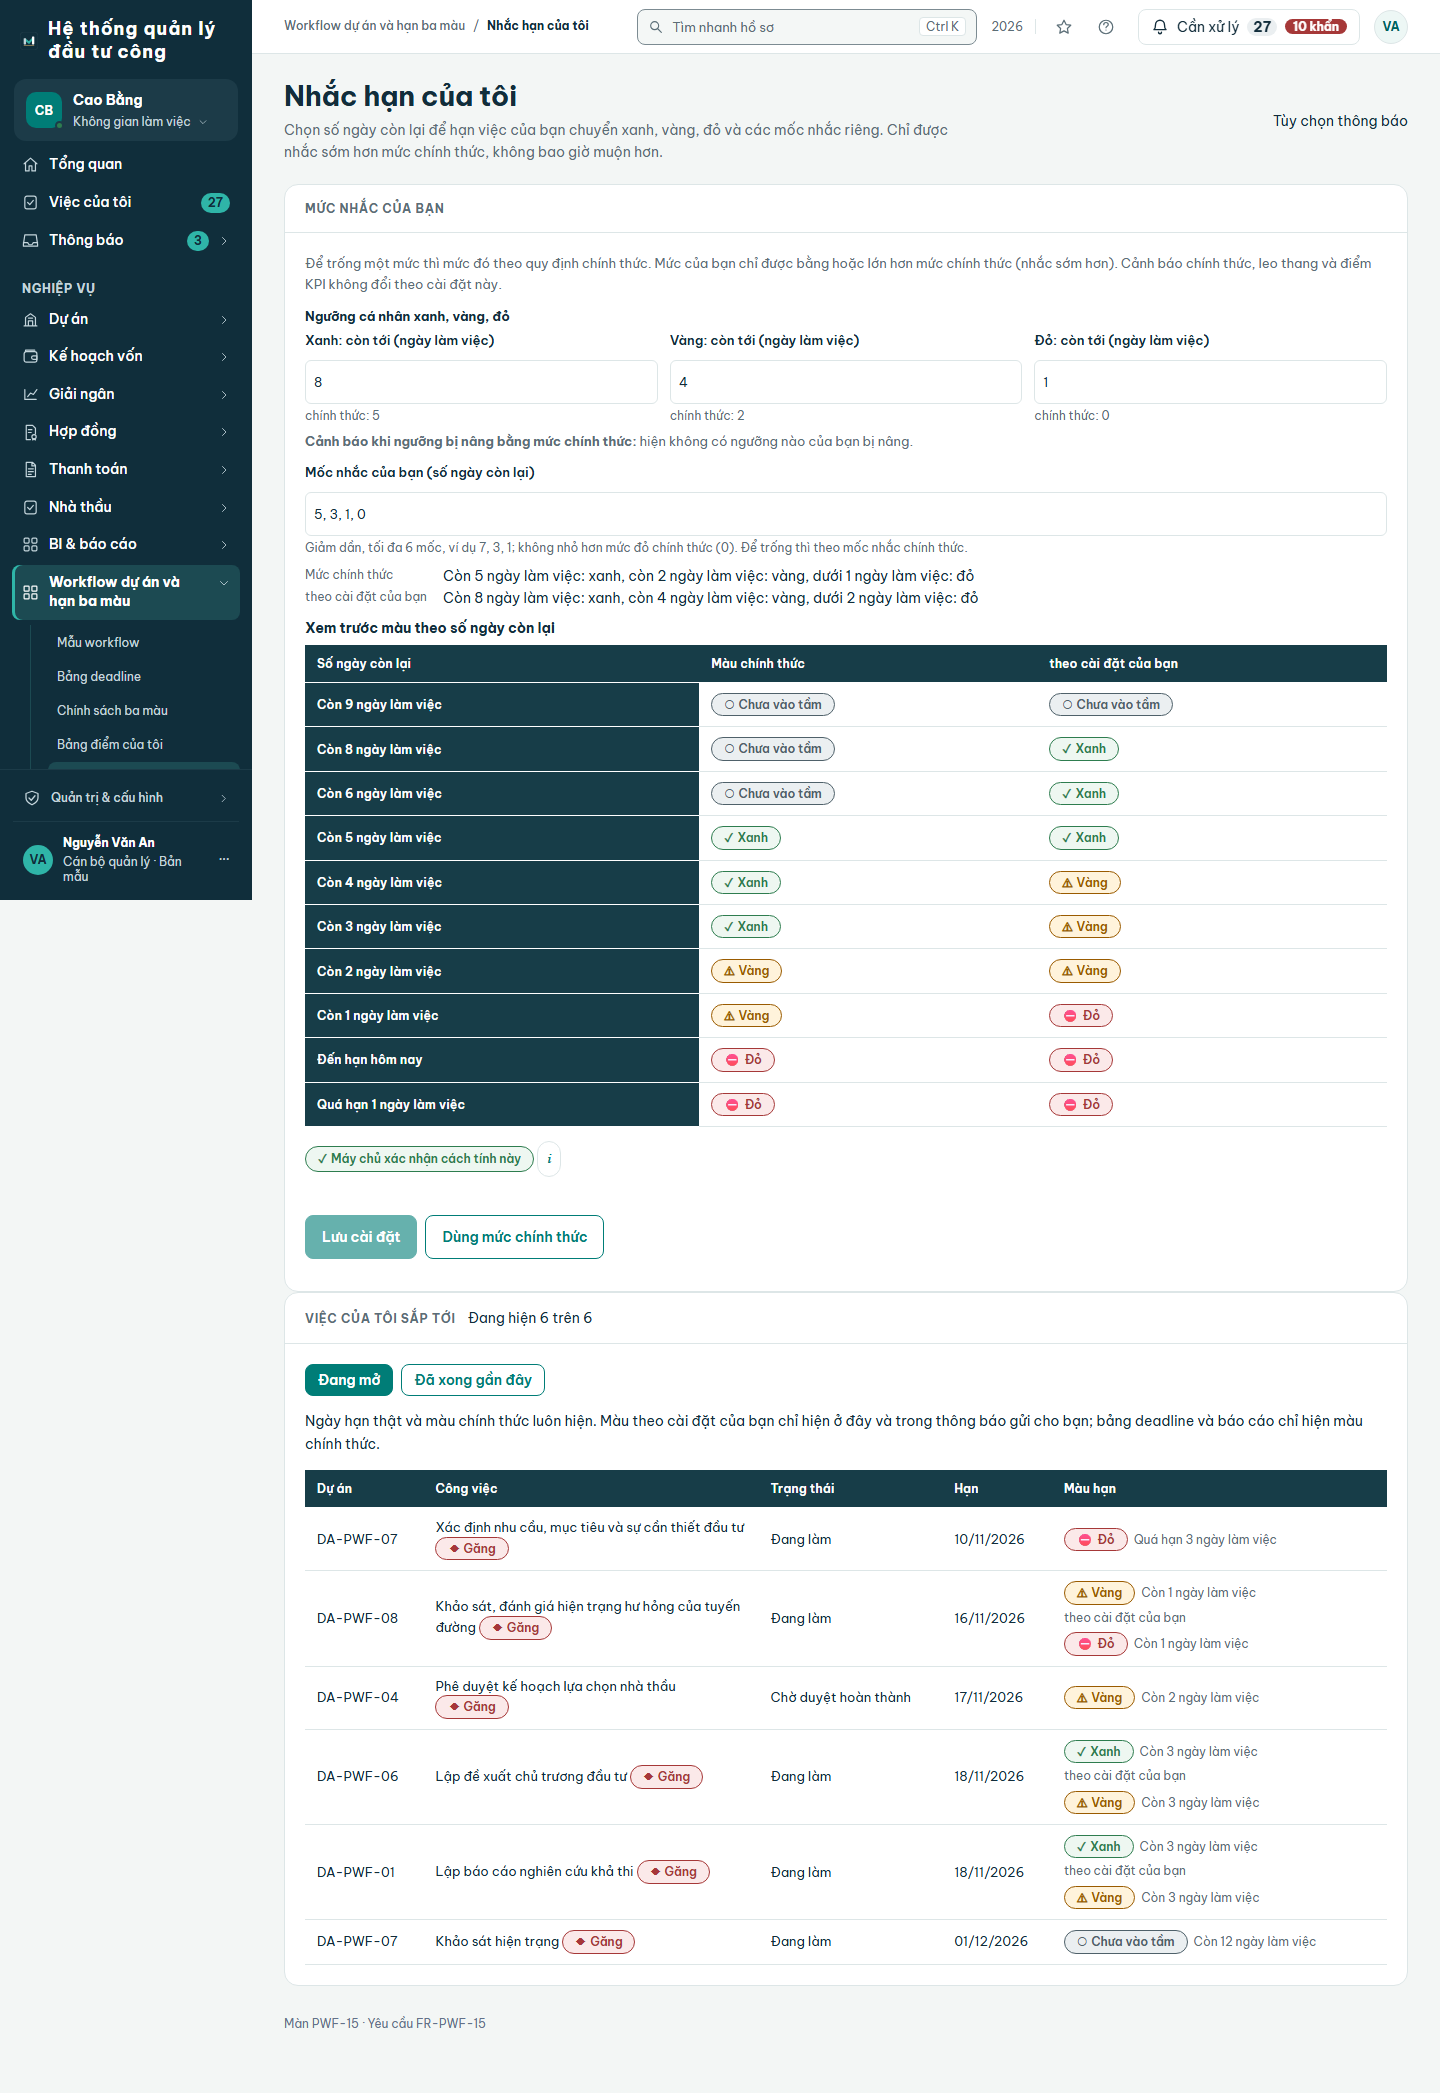 Hệ thống quản lý
đầu tư công
CB
Cao Bằng
Không gian làm việc
Tổng quan
Việc của tôi 27
Thông báo 3
NGHIỆP VỤ
Dự án
Kế hoạch vốn
Giải ngân
Hợp đồng
Thanh toán
Nhà thầu
BI & báo cáo
Workflow dự án và
hạn ba màu
Mẫu workflow
Bảng deadline
Chính sách ba màu
Bảng điểm của tôi
Quản trị & cấu hình
VA
Nguyễn Văn An
Cán bộ quản lý · Bản
mẫu
Workflow dự án và hạn ba màu / Nhắc hạn của tôi
Tìm nhanh hồ sơ Ctrl K
2026
Cần xử lý 27 10 khẩn
VA
Nhắc hạn của tôi
Chọn số ngày còn lại để hạn việc của bạn chuyển xanh, vàng, đỏ và các mốc nhắc riêng. Chỉ được
nhắc sớm hơn mức chính thức, không bao giờ muộn hơn.
Tùy chọn thông báo
MỨC NHẮC CỦA BẠN
Để trống một mức thì mức đó theo quy định chính thức. Mức của bạn chỉ được bằng hoặc lớn hơn mức chính thức (nhắc sớm hơn). Cảnh báo chính thức, leo thang và điểm
KPI không đổi theo cài đặt này.
Ngưỡng cá nhân xanh, vàng, đỏ
Xanh: còn tới (ngày làm việc) Vàng: còn tới (ngày làm việc) Đỏ: còn tới (ngày làm việc)
8 4 1
chính thức: 5 chính thức: 2 chính thức: 0
Cảnh báo khi ngưỡng bị nâng bằng mức chính thức: hiện không có ngưỡng nào của bạn bị nâng.
Mốc nhắc của bạn (số ngày còn lại)
5, 3, 1, 0
Giảm dần, tối đa 6 mốc, ví dụ 7, 3, 1; không nhỏ hơn mức đỏ chính thức (0). Để trống thì theo mốc nhắc chính thức.
Mức chính thức Còn 5 ngày làm việc: xanh, còn 2 ngày làm việc: vàng, dưới 1 ngày làm việc: đỏ
theo cài đặt của bạn Còn 8 ngày làm việc: xanh, còn 4 ngày làm việc: vàng, dưới 2 ngày làm việc: đỏ
Xem trước màu theo số ngày còn lại
Số ngày còn lại Màu chính thức theo cài đặt của bạn
Còn 9 ngày làm việc ○ Chưa vào tầm ○ Chưa vào tầm
Còn 8 ngày làm việc ○ Chưa vào tầm ✓ Xanh
Còn 6 ngày làm việc ○ Chưa vào tầm ✓ Xanh
Còn 5 ngày làm việc ✓ Xanh ✓ Xanh
Còn 4 ngày làm việc ✓ Xanh ⚠ Vàng
Còn 3 ngày làm việc ✓ Xanh ⚠ Vàng
Còn 2 ngày làm việc ⚠ Vàng ⚠ Vàng
Còn 1 ngày làm việc ⚠ Vàng ⛔ Đỏ
Đến hạn hôm nay ⛔ Đỏ ⛔ Đỏ
Quá hạn 1 ngày làm việc ⛔ Đỏ ⛔ Đỏ
✓ Máy chủ xác nhận cách tính này i
Lưu cài đặt Dùng mức chính thức
VIỆC CỦA TÔI SẮP TỚI Đang hiện 6 trên 6
Đang mở Đã xong gần đây
Ngày hạn thật và màu chính thức luôn hiện. Màu theo cài đặt của bạn chỉ hiện ở đây và trong thông báo gửi cho bạn; bảng deadline và báo cáo chỉ hiện màu
chính thức.
Dự án Công việc Trạng thái Hạn Màu hạn
DA-PWF-07 Xác định nhu cầu, mục tiêu và sự cần thiết đầu tư
◆ Găng Đang làm 10/11/2026 ⛔ Đỏ Quá hạn 3 ngày làm việc
DA-PWF-08 Khảo sát, đánh giá hiện trạng hư hỏng của tuyến
đường ◆ Găng Đang làm 16/11/2026 ⚠ Vàng Còn 1 ngày làm việc
theo cài đặt của bạn
⛔ Đỏ Còn 1 ngày làm việc
DA-PWF-04 Phê duyệt kế hoạch lựa chọn nhà thầu
◆ Găng Chờ duyệt hoàn thành 17/11/2026 ⚠ Vàng Còn 2 ngày làm việc
DA-PWF-06 Lập đề xuất chủ trương đầu tư ◆ Găng Đang làm 18/11/2026 ✓ Xanh Còn 3 ngày làm việc
theo cài đặt của bạn
⚠ Vàng Còn 3 ngày làm việc
DA-PWF-01 Lập báo cáo nghiên cứu khả thi ◆ Găng Đang làm 18/11/2026 ✓ Xanh Còn 3 ngày làm việc
theo cài đặt của bạn
⚠ Vàng Còn 3 ngày làm việc
DA-PWF-07 Khảo sát hiện trạng ◆ Găng Đang làm 01/12/2026 ○ Chưa vào tầm Còn 12 ngày làm việc
Màn PWF-15 · Yêu cầu FR-PWF-15